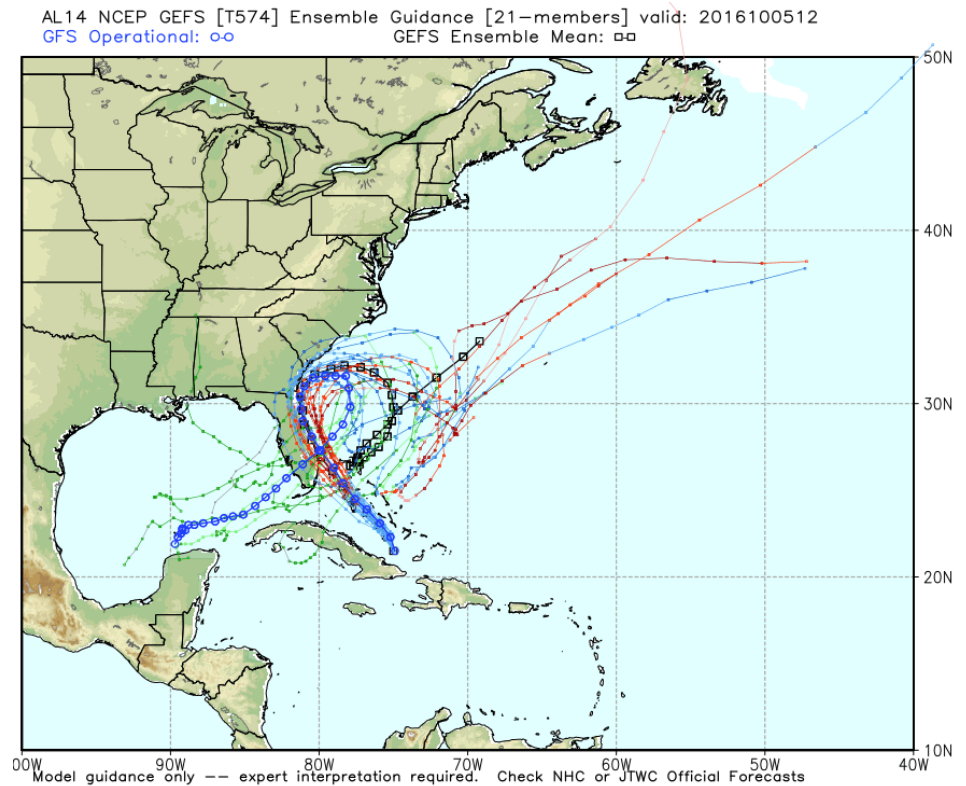 AL14 NCEP GEFS [T574] Ensemble Guidance [21-members] valid: 2016100512
GFS Operational: GEFS Ensemble Mean:
50N
40N
30N
20N
10N
00W 90W 80W 70W 60W 50W 40W
Model guidance only -- expert interpretation required. Check NHC or JTWC Official Forecasts